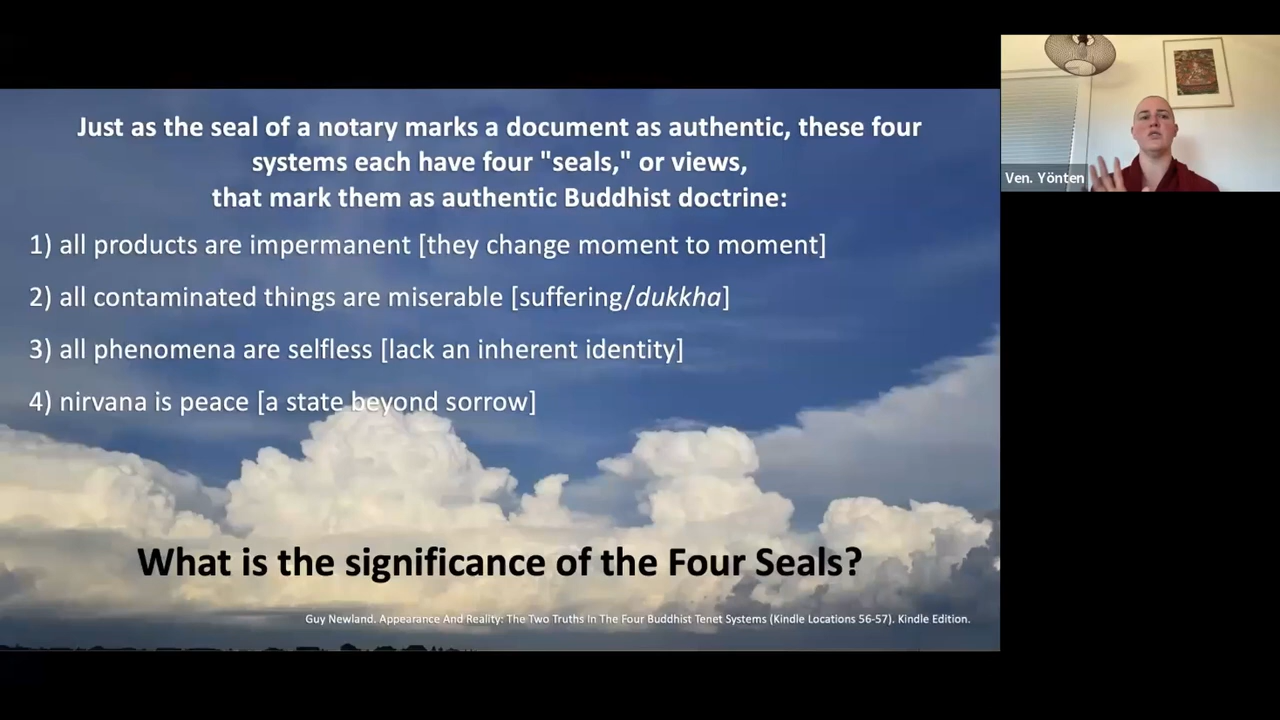 Just as the seal of a notary marks a document as authentic, these four
systems each have four "seals," or views,
that mark them as authentic Buddhist doctrine:
1) all products are impermanent [they change moment to moment]
2) all contaminated things are miserable [suffering/dukkha]
3) all phenomena are selfless [lack an inherent identity]
4) nirvana is peace [a state beyond sorrow]
What is the significance of the Four Seals?
Guy Newland. Appearance And Reality: The Two Truths In The Four Buddhist Tenet Systems (Kindle Locations 56-57). Kindle Edition.
Ven. Yönten